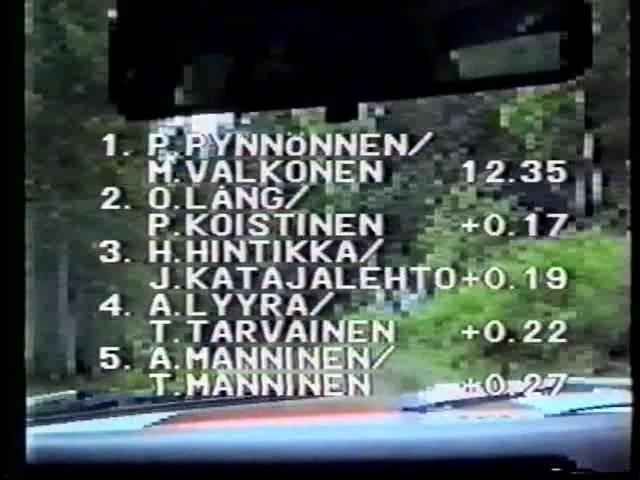 1. P.PYNNÖNNEN/
M.VALKONEN 12.35
2. O.LÅNG/
P.KOISTINEN +0.17
3. H.HINTIKKA/
J.KATAJALEHTO+0.19
4. A.LYYRA/
T.TARVAINEN +0.22
5. A.MANNINEN/
T.MANNINEN +0.27